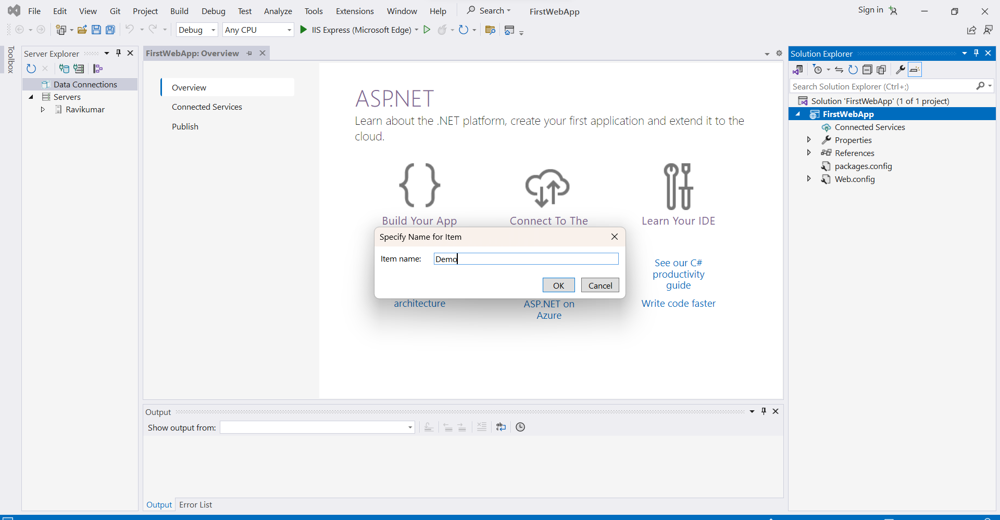 File Edit View Git Project Build Debug Test Analyze Tools Extensions Window Help Search FirstWebApp Sign in
Debug Any CPU IIS Express (Microsoft Edge)
Toolbox
Server Explorer
Data Connections
Servers
Ravikumar
FirstWebApp: Overview
Overview
Connected Services
Publish
ASP.NET
Learn about the .NET platform, create your first application and extend it to the
cloud.
Build Your App
Connect To The
Learn Your IDE
Specify Name for Item
Item name: Demo
OK Cancel
architecture
ASP.NET on
Azure
See our C#
productivity
guide
Write code faster
Output
Show output from:
Output Error List
Solution Explorer
Search Solution Explorer (Ctrl+;)
Solution 'FirstWebApp' (1 of 1 project)
FirstWebApp
Connected Services
Properties
References
packages.config
Web.config